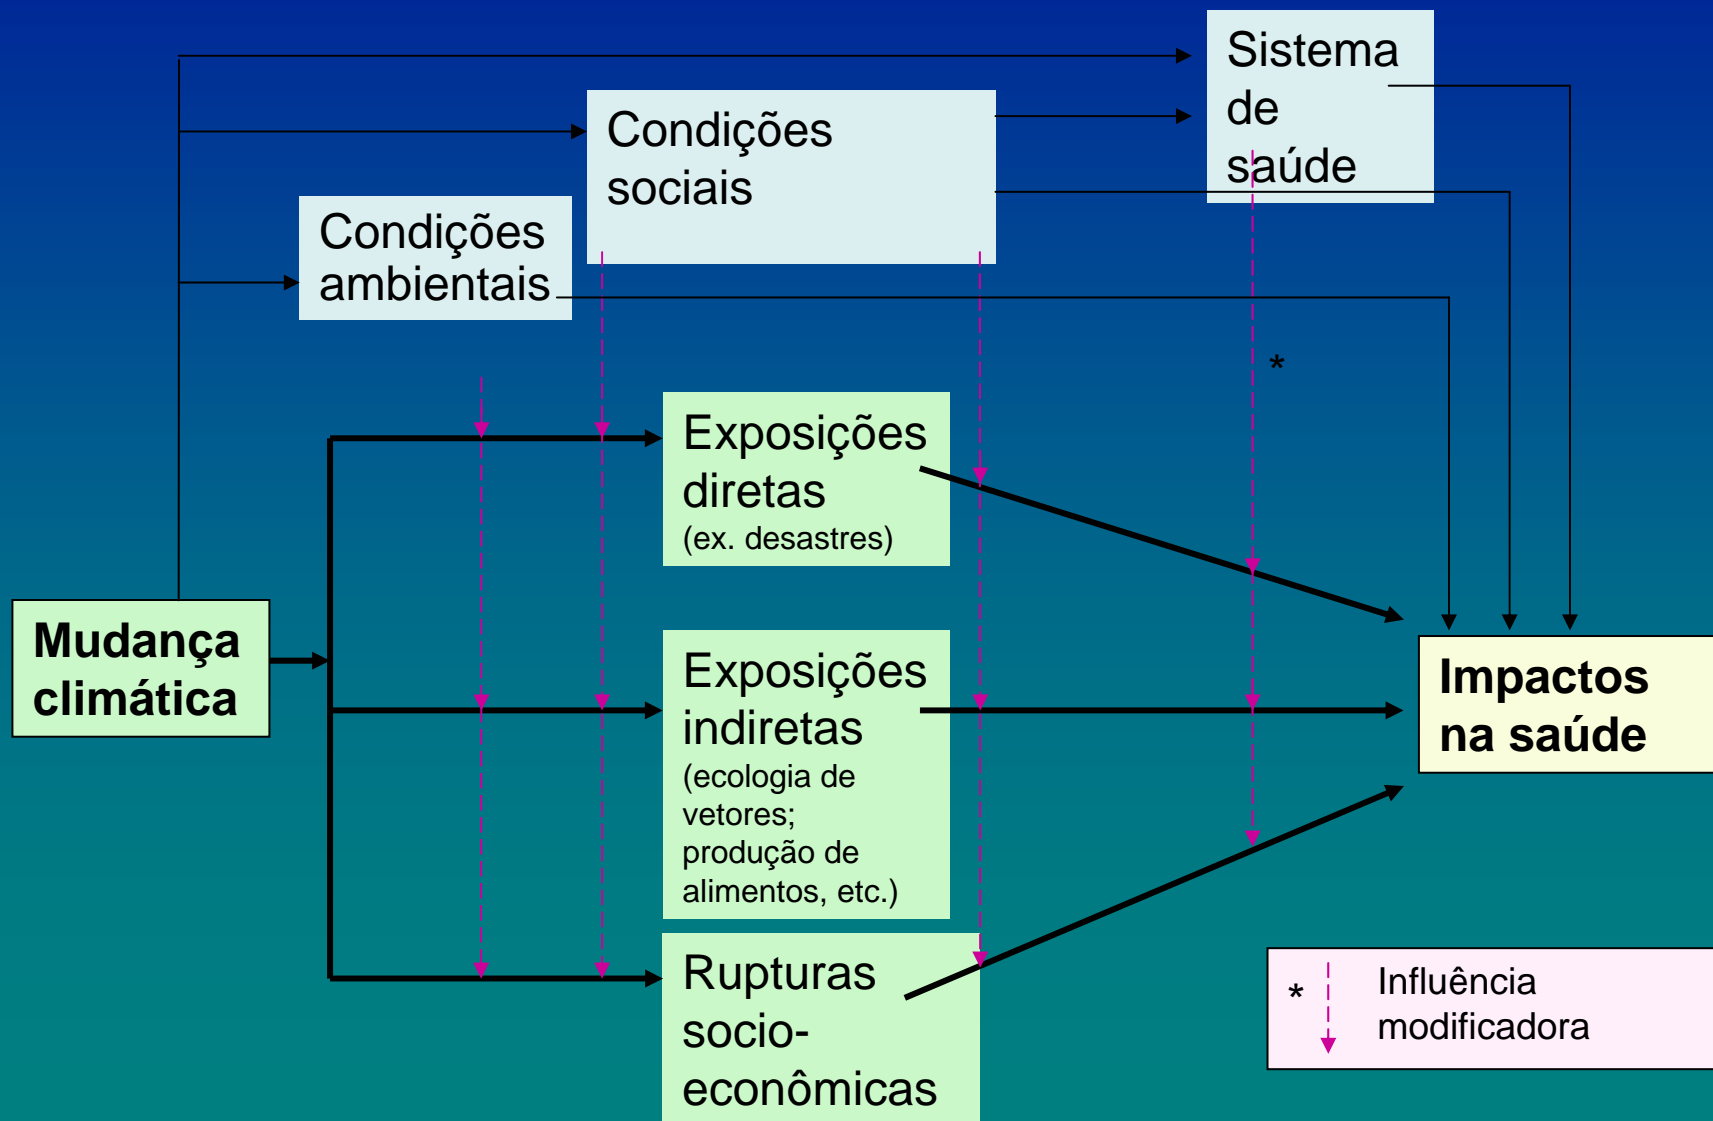 Sistema
de
saúde
Condições
sociais
Condições
ambientais
*
Exposições
diretas
(ex. desastres)
Mudança
climática
Exposições
indiretas
(ecologia de
vetores;
produção de
alimentos, etc.)
Impactos
na saúde
Rupturas
socio-
econômicas
* Influência
modificadora